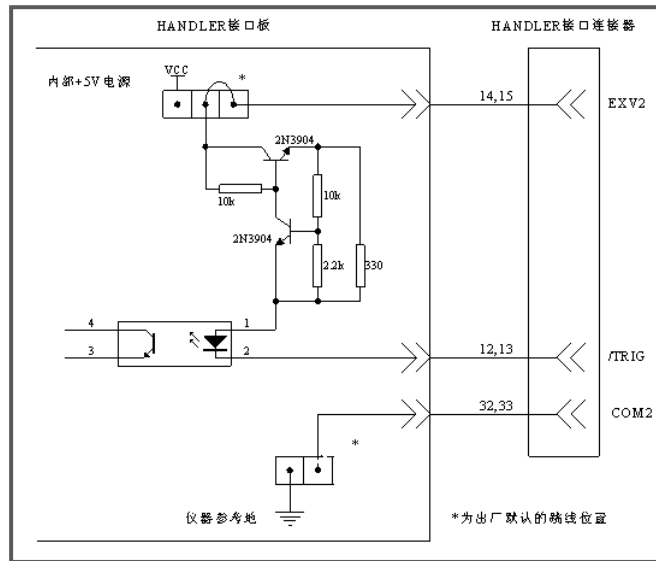 HANDLER接口板
HANDLER接口连接器
内部+5V电源
VCC
*
14,15
EXV2
2N3904
10k
10k
2N3904
2.2k
330
4
1
3
2
12,13
/TRIG
32,33
COM2
*
仪器参考地
*为出厂默认的跳线位置